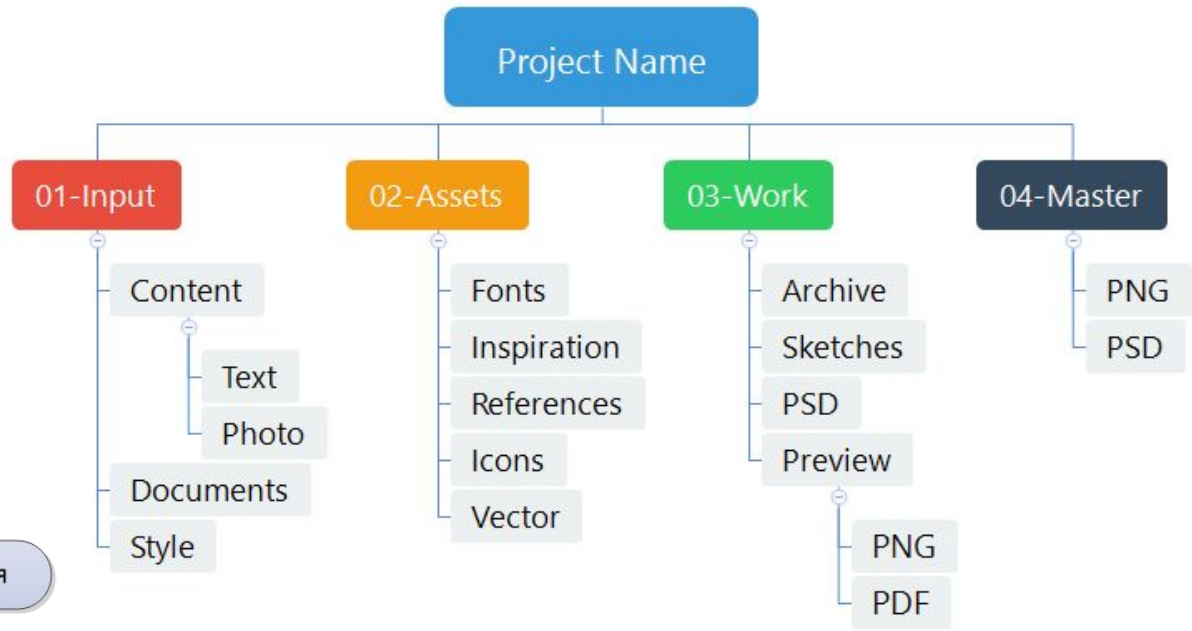 Project Name
01-Input
Content
Text
Photo
Documents
Style
02-Assets
Fonts
Inspiration
References
Icons
Vector
03-Work
Archive
Sketches
PSD
Preview
PNG
PDF
04-Master
PNG
PSD
я